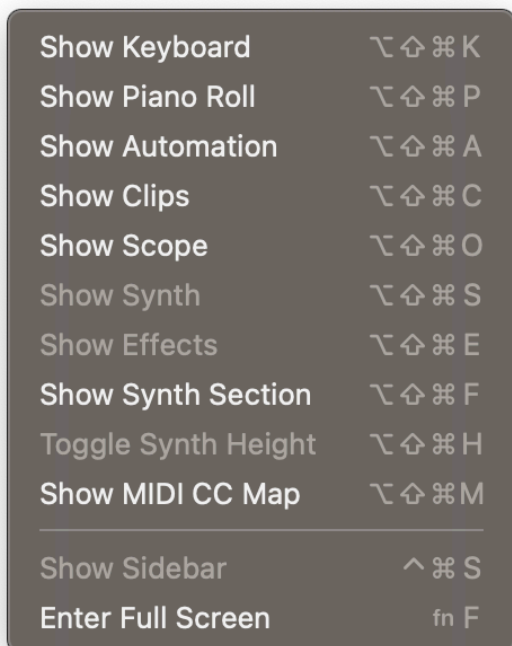 Show Keyboard ⌥⇧⌘K
Show Piano Roll ⌥⇧⌘P
Show Automation ⌥⇧⌘A
Show Clips ⌥⇧⌘C
Show Scope ⌥⇧⌘O
Show Synth ⌥⇧⌘S
Show Effects ⌥⇧⌘E
Show Synth Section ⌥⇧⌘F
Toggle Synth Height ⌥⇧⌘H
Show MIDI CC Map ⌥⇧⌘M
Show Sidebar ^⌘S
Enter Full Screen fn F